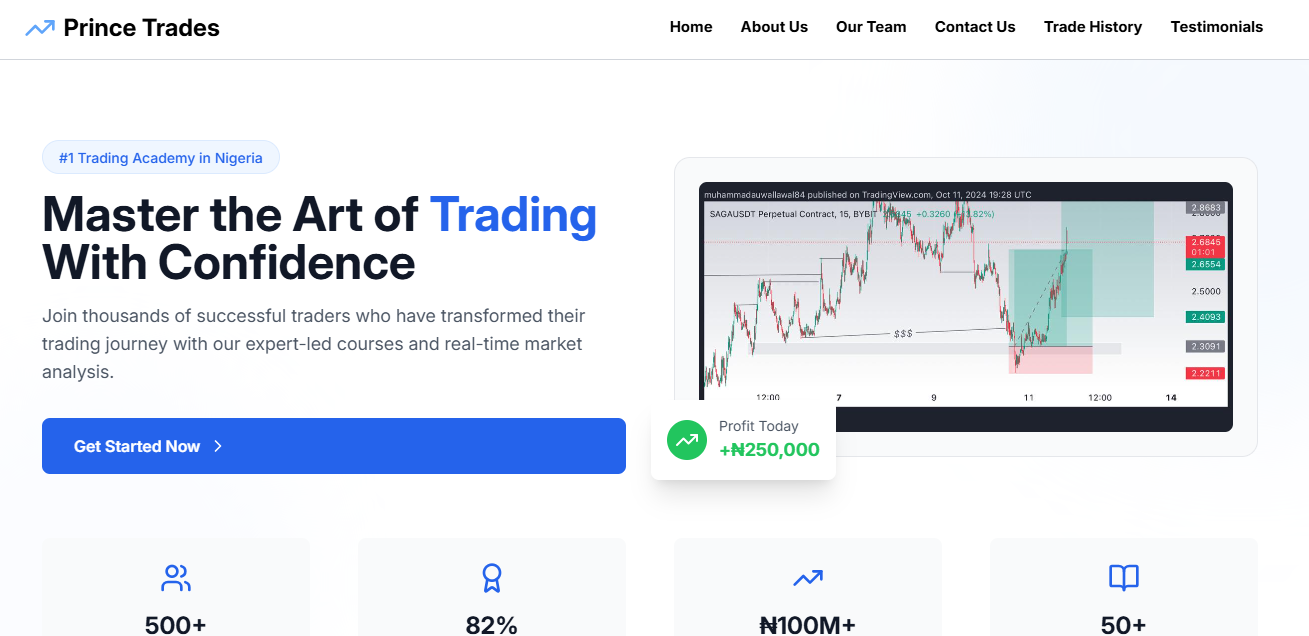 Prince Trades
Home About Us Our Team Contact Us Trade History Testimonials
#1 Trading Academy in Nigeria
Master the Art of Trading
With Confidence
Join thousands of successful traders who have transformed their
trading journey with our expert-led courses and real-time market
analysis.
Get Started Now
muhammadauwallawal84 published on TradingView.com, Oct 11, 2024 19:28 UTC
SAGAUSDT Perpetual Contract, 15, BYBIT +0.3260
2.8683
2.6845
01:01
2.6554
2.5000
2.4093
$$$
2.3091
2.2211
12:00 7 9 11 12:00 14
Profit Today
+₦250,000
500+ 82% ₦100M+ 50+